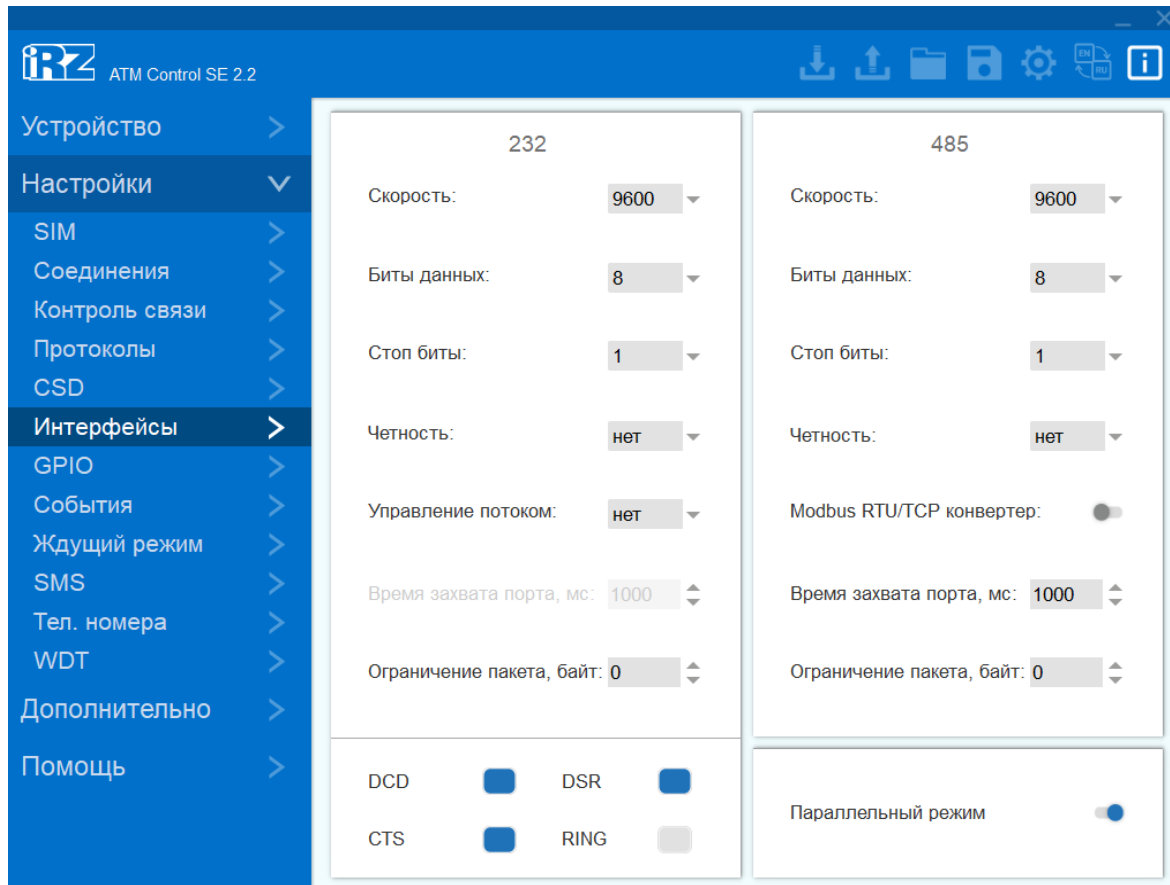 iRZ ATM Control SE 2.2
EN
RU
Устройство
Настройки
SIM
Соединения
Контроль связи
Протоколы
CSD
Интерфейсы
GPIO
События
Ждущий режим
SMS
Тел. номера
WDT
Дополнительно
Помощь
232
Скорость: 9600
Биты данных: 8
Стоп биты: 1
Четность: нет
Управление потоком: нет
Время захвата порта, мс: 1000
Ограничение пакета, байт: 0
DCD DSR
CTS RING
485
Скорость: 9600
Биты данных: 8
Стоп биты: 1
Четность: нет
Modbus RTU/TCP конвертер:
Время захвата порта, мс: 1000
Ограничение пакета, байт: 0
Параллельный режим